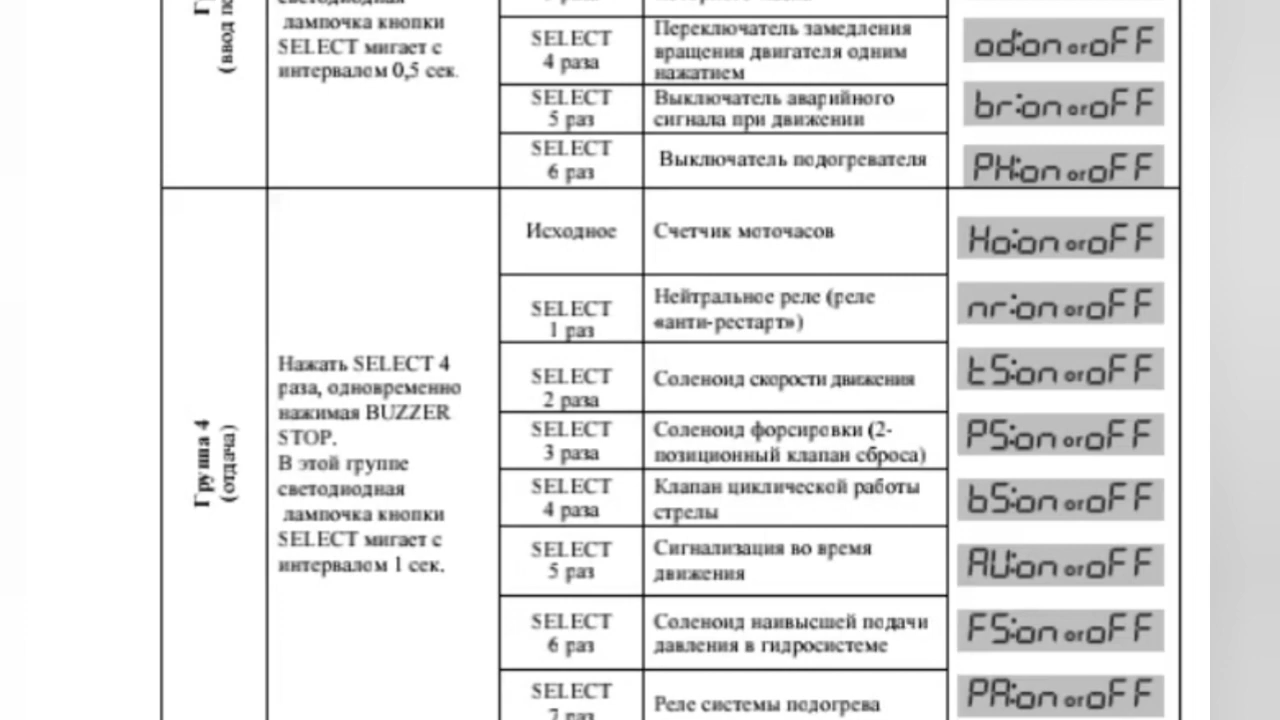 (ввод по
светодиодная
лампочка кнопки
SELECT мигает с
интервалом 0,5 сек.
SELECT
4 раза
Переключатель замедления
вращения двигателя одним
нажатием
od:on or oFF
SELECT
5 раз
Выключатель аварийного
сигнала при движении
br:on or oFF
SELECT
6 раз
Выключатель подогревателя
PH:on or oFF
Группа 4
(отдача)
Нажать SELECT 4
раза, одновременно
нажимая BUZZER
STOP.
В этой группе
светодиодная
лампочка кнопки
SELECT мигает с
интервалом 1 сек.
Исходное
Счетчик моточасов
Ho:on or oFF
SELECT
1 раз
Нейтральное реле (реле
«анти-рестарт»)
nr:on or oFF
SELECT
2 раза
Соленоид скорости движения
tS:on or oFF
SELECT
3 раза
Соленоид форсировки (2-
позиционный клапан сброса)
PS:on or oFF
SELECT
4 раза
Клапан циклической работы
стрелы
bS:on or oFF
SELECT
5 раз
Сигнализация во время
движения
AU:on or oFF
SELECT
6 раз
Соленоид наивысшей подачи
давления в гидросистеме
FS:on or oFF
SELECT
7 раз
Реле системы подогрева
PA:on or oFF